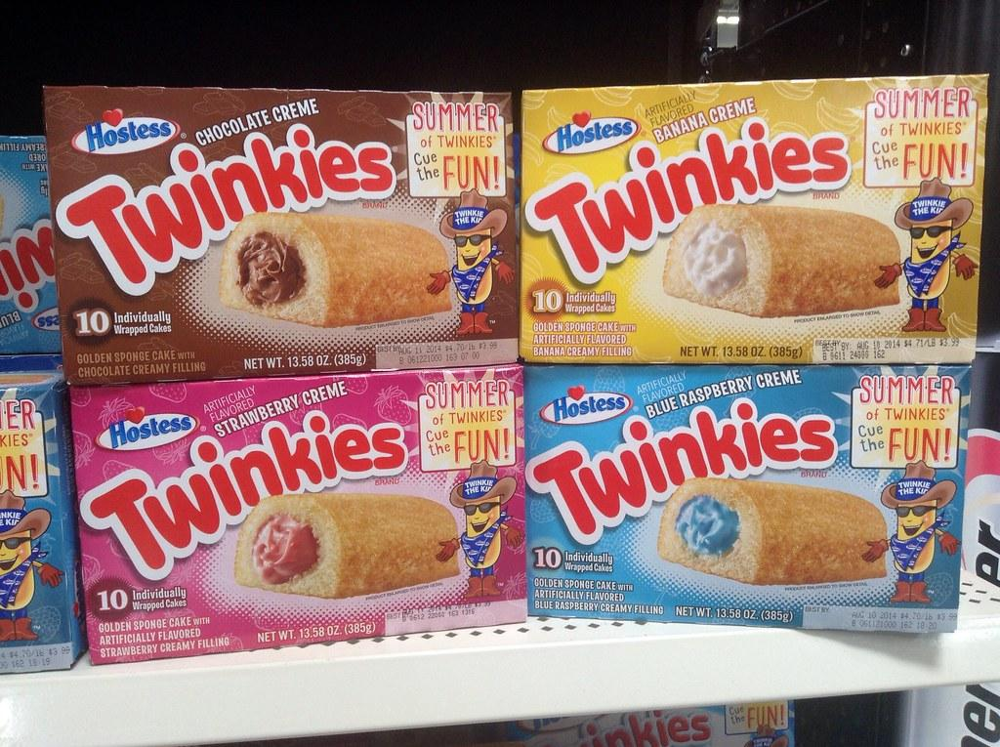 Hostess
CHOCOLATE CREME
Twinkies
BRAND
SUMMER
of TWINKIES
Cue
the FUN!
TWINKIE
THE KID
10 Individually
Wrapped Cakes
GOLDEN SPONGE CAKE WITH
CHOCOLATE CREAMY FILLING
PRODUCT ENLARGED TO SHOW DETAIL
NET WT. 13.58 OZ. (385g)
BEST BY:
AUG 11 2014 $4.70/lb $3.99
B 061221000 163 07 00
Hostess
ARTIFICIALLY
FLAVORED
BANANA CREME
Twinkies
BRAND
SUMMER
of TWINKIES®
Cue
the FUN!
TWINKIE
THE KI
10 Individually
Wrapped Cakes
GOLDEN SPONGE CAKE WITH
ARTIFICIALLY FLAVORED
BANANA CREAMY FILLING
PRODUCT ENLARGED TO SHOW DETAIL
NET WT. 13.58 OZ. (385g)
BEST BY: AUG 10 2014 $4.71/LB $3.99
B 0611 24000 162
Hostess
ARTIFICIALLY
FLAVORED
STRAWBERRY CREME
Twinkies
BRAND
SUMMER
of TWINKIES®
Cue
the FUN!
TWINKIE
THE KI
10 Individually
Wrapped Cakes
GOLDEN SPONGE CAKE WITH
ARTIFICIALLY FLAVORED
STRAWBERRY CREAMY FILLING
PRODUCT ENLARGED TO SHOW DETAIL
NET WT. 13.58 OZ. (385g)
B 0612 22000 163 1316
Hostess
ARTIFICIALLY
FLAVORED
BLUE RASPBERRY CREME
Twinkies
BRAND
SUMMER
of TWINKIES®
Cue
the FUN!
TWINKIE
THE KI
10 Individually
Wrapped Cakes
GOLDEN SPONGE CAKE WITH
ARTIFICIALLY FLAVORED
BLUE RASPBERRY CREAMY FILLING
PRODUCT ENLARGED TO SHOW DETAIL
NET WT. 13.58 OZ. (385g)
BEST BY:
AUG 10 2014 $4.70/lb $3.99
B 061121000 162 18:20
inkies
Cue
the FUN!